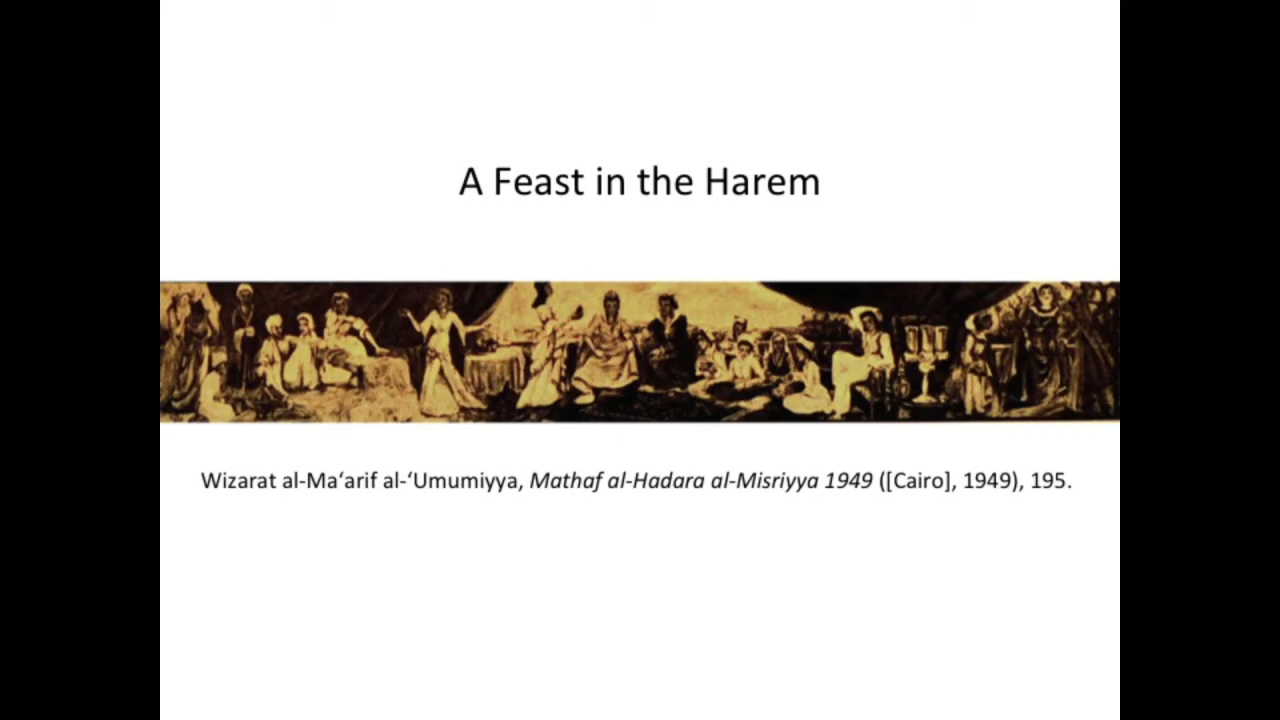 A Feast in the Harem
Wizarat al-Ma‘arif al-‘Umumiyya, Mathaf al-Hadara al-Misriyya 1949 ([Cairo], 1949), 195.